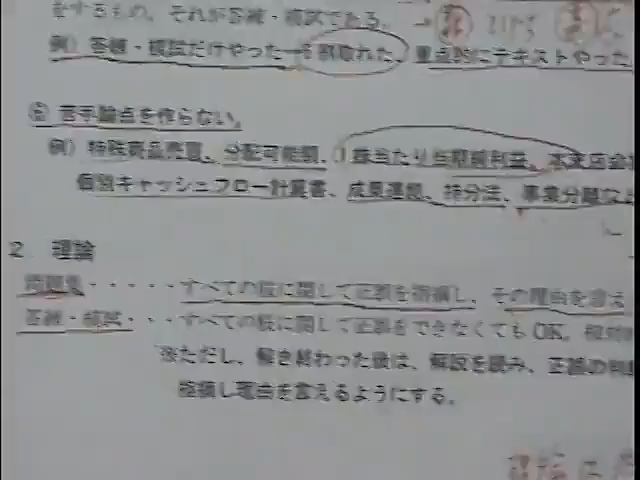 をするもの。それが答練・模試である。
例）答練・模試だけやった→8割取れた。重点的にテキストやった
⑥ 苦手論点を作らない。
例）特殊商品売買、分配可能額、1株当たり当期純利益、本支店会計
個別キャッシュフロー計算書、成果連結、持分法、事業分離など
2 理論
問題集・・・・・すべての肢に関して正誤を指摘し、その理由を言え
答練・模試・・・すべての肢に関して正誤をできなくてもOK。
※ただし、解き終わった後は、解説を読み、正誤の判
指摘し理由を言えるようにする。